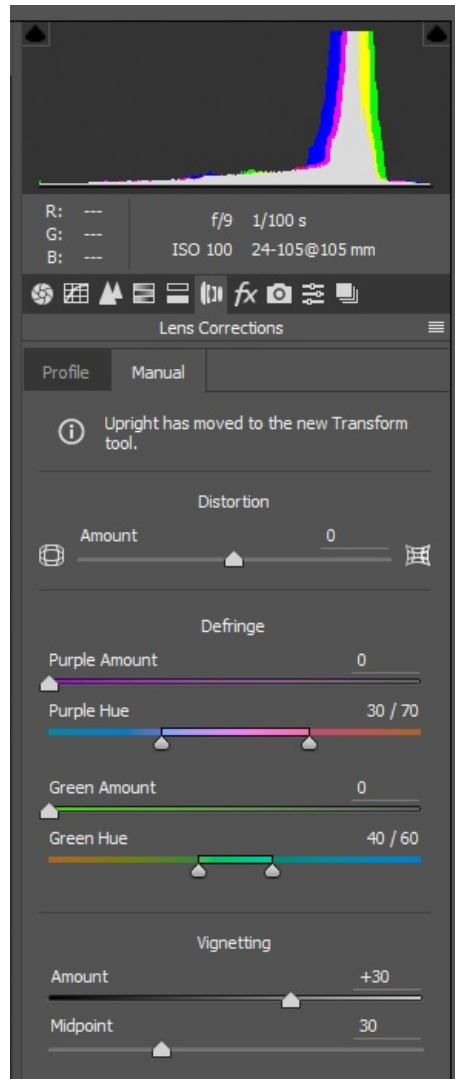 R: ---
G: ---
B: ---
f/9 1/100 s
ISO 100 24-105@105 mm
fx
Lens Corrections
Profile Manual
Upright has moved to the new Transform
tool.
Distortion
Amount 0
Defringe
Purple Amount 0
Purple Hue 30 / 70
Green Amount 0
Green Hue 40 / 60
Vignetting
Amount +30
Midpoint 30